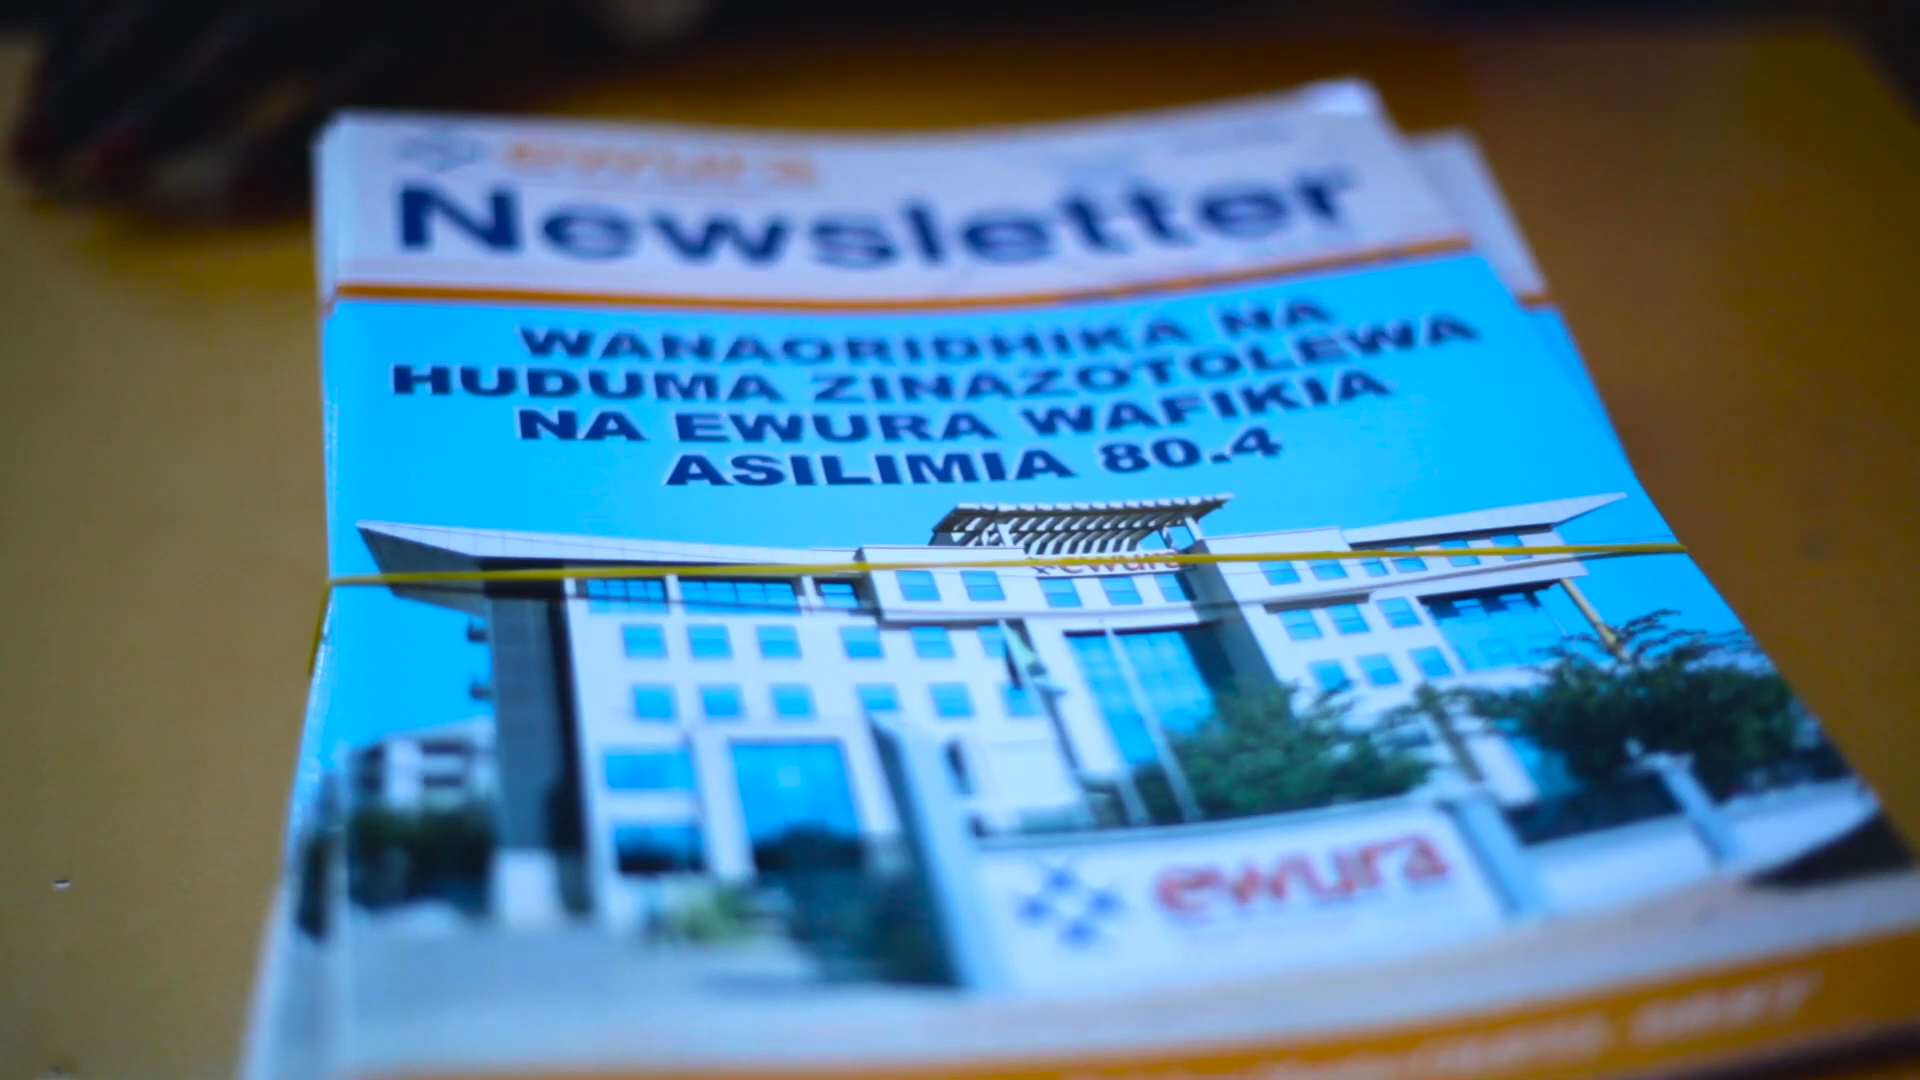 Newsletter
WANAORIDHIKA NA
HUDUMA ZINAZOTOLEWA
NA EWURA WAFIKIA
ASILIMIA 80.4
ewura
ewura